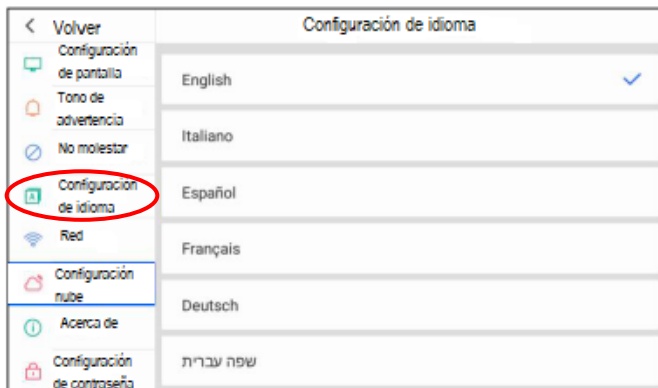 Volver
Configuración de idioma
Configuración
de pantalla
Tono de
advertencia
No molestar
Configuración
de idioma
Red
Configuración
nube
Acerca de
Configuración
de contraseña
English
Italiano
Español
Français
Deutsch
שפה עברית